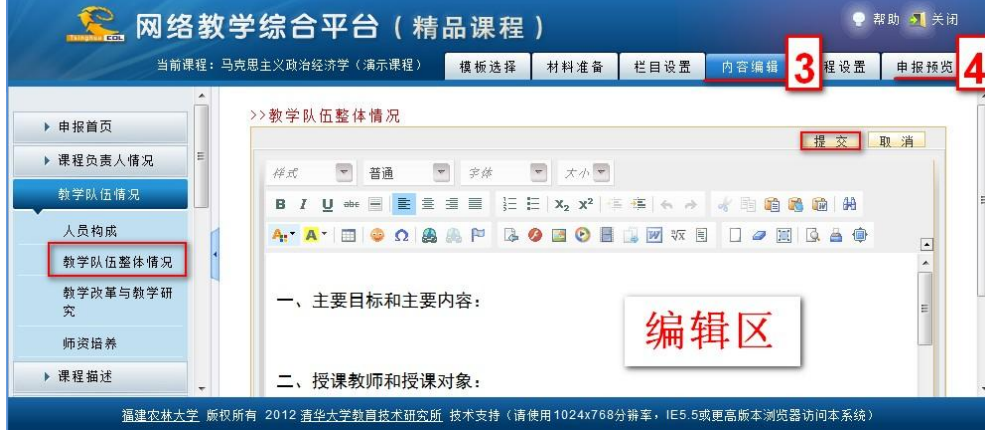 网络教学综合平台（精品课程）
帮助 关闭
当前课程：马克思主义政治经济学（演示课程）
模板选择 材料准备 栏目设置 内容编辑 3 程设置 申报预览 4
>>教学队伍整体情况
申报首页
提 交 取 消
课程负责人情况
样式 普通 字体 大小
教学队伍情况
人员构成
教学队伍整体情况
教学改革与教学研
究
师资培养
课程描述
一、主要目标和主要内容：
编辑区
二、授课教师和授课对象：
福建农林大学 版权所有 2012 清华大学教育技术研究所 技术支持（请使用1024x768分辨率，IE5.5或更高版本浏览器访问本系统）